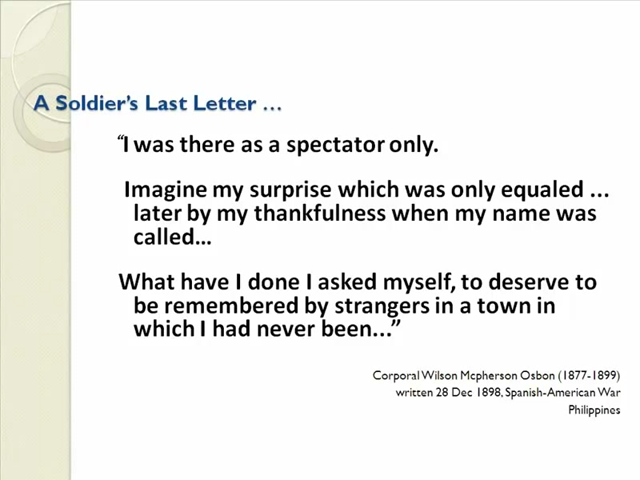 A Soldier's Last Letter …
“I was there as a spectator only.
Imagine my surprise which was only equaled ...
later by my thankfulness when my name was
called…
What have I done I asked myself, to deserve to
be remembered by strangers in a town in
which I had never been...”
Corporal Wilson Mcpherson Osbon (1877-1899)
written 28 Dec 1898, Spanish-American War
Philippines